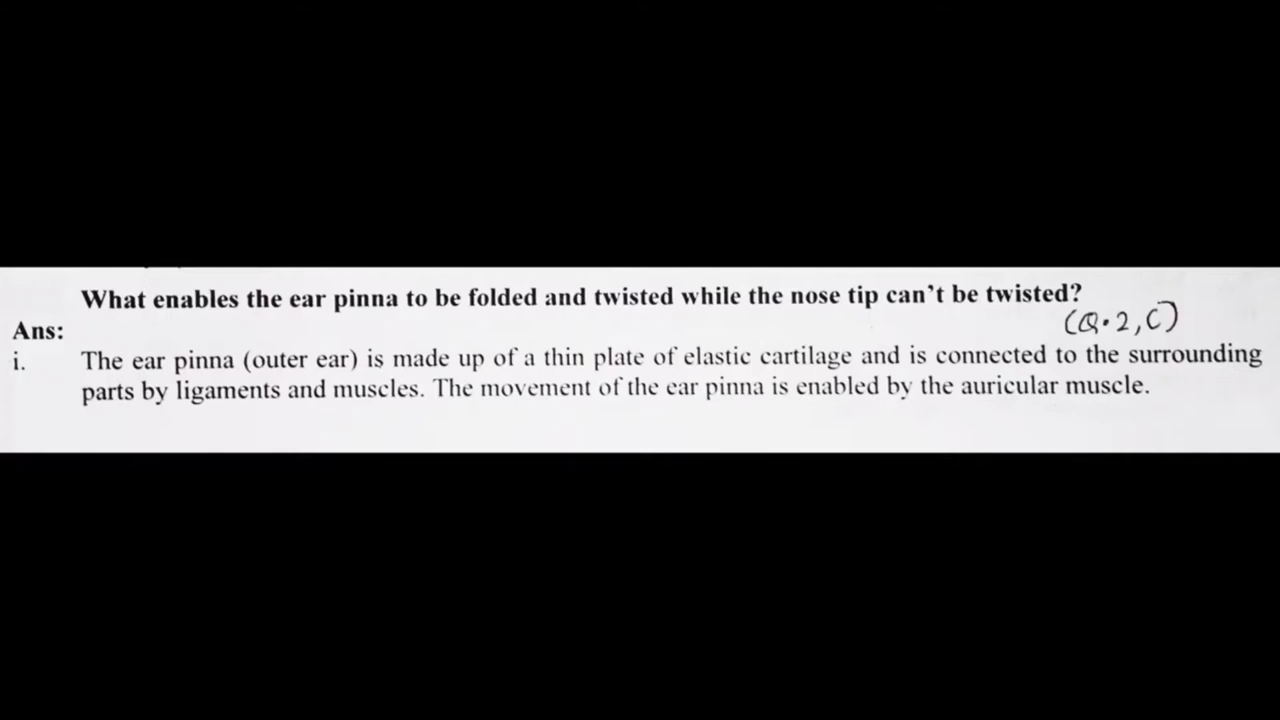 What enables the ear pinna to be folded and twisted while the nose tip can't be twisted?
(Q.2,C)
Ans:
i. The ear pinna (outer ear) is made up of a thin plate of elastic cartilage and is connected to the surrounding
parts by ligaments and muscles. The movement of the ear pinna is enabled by the auricular muscle.